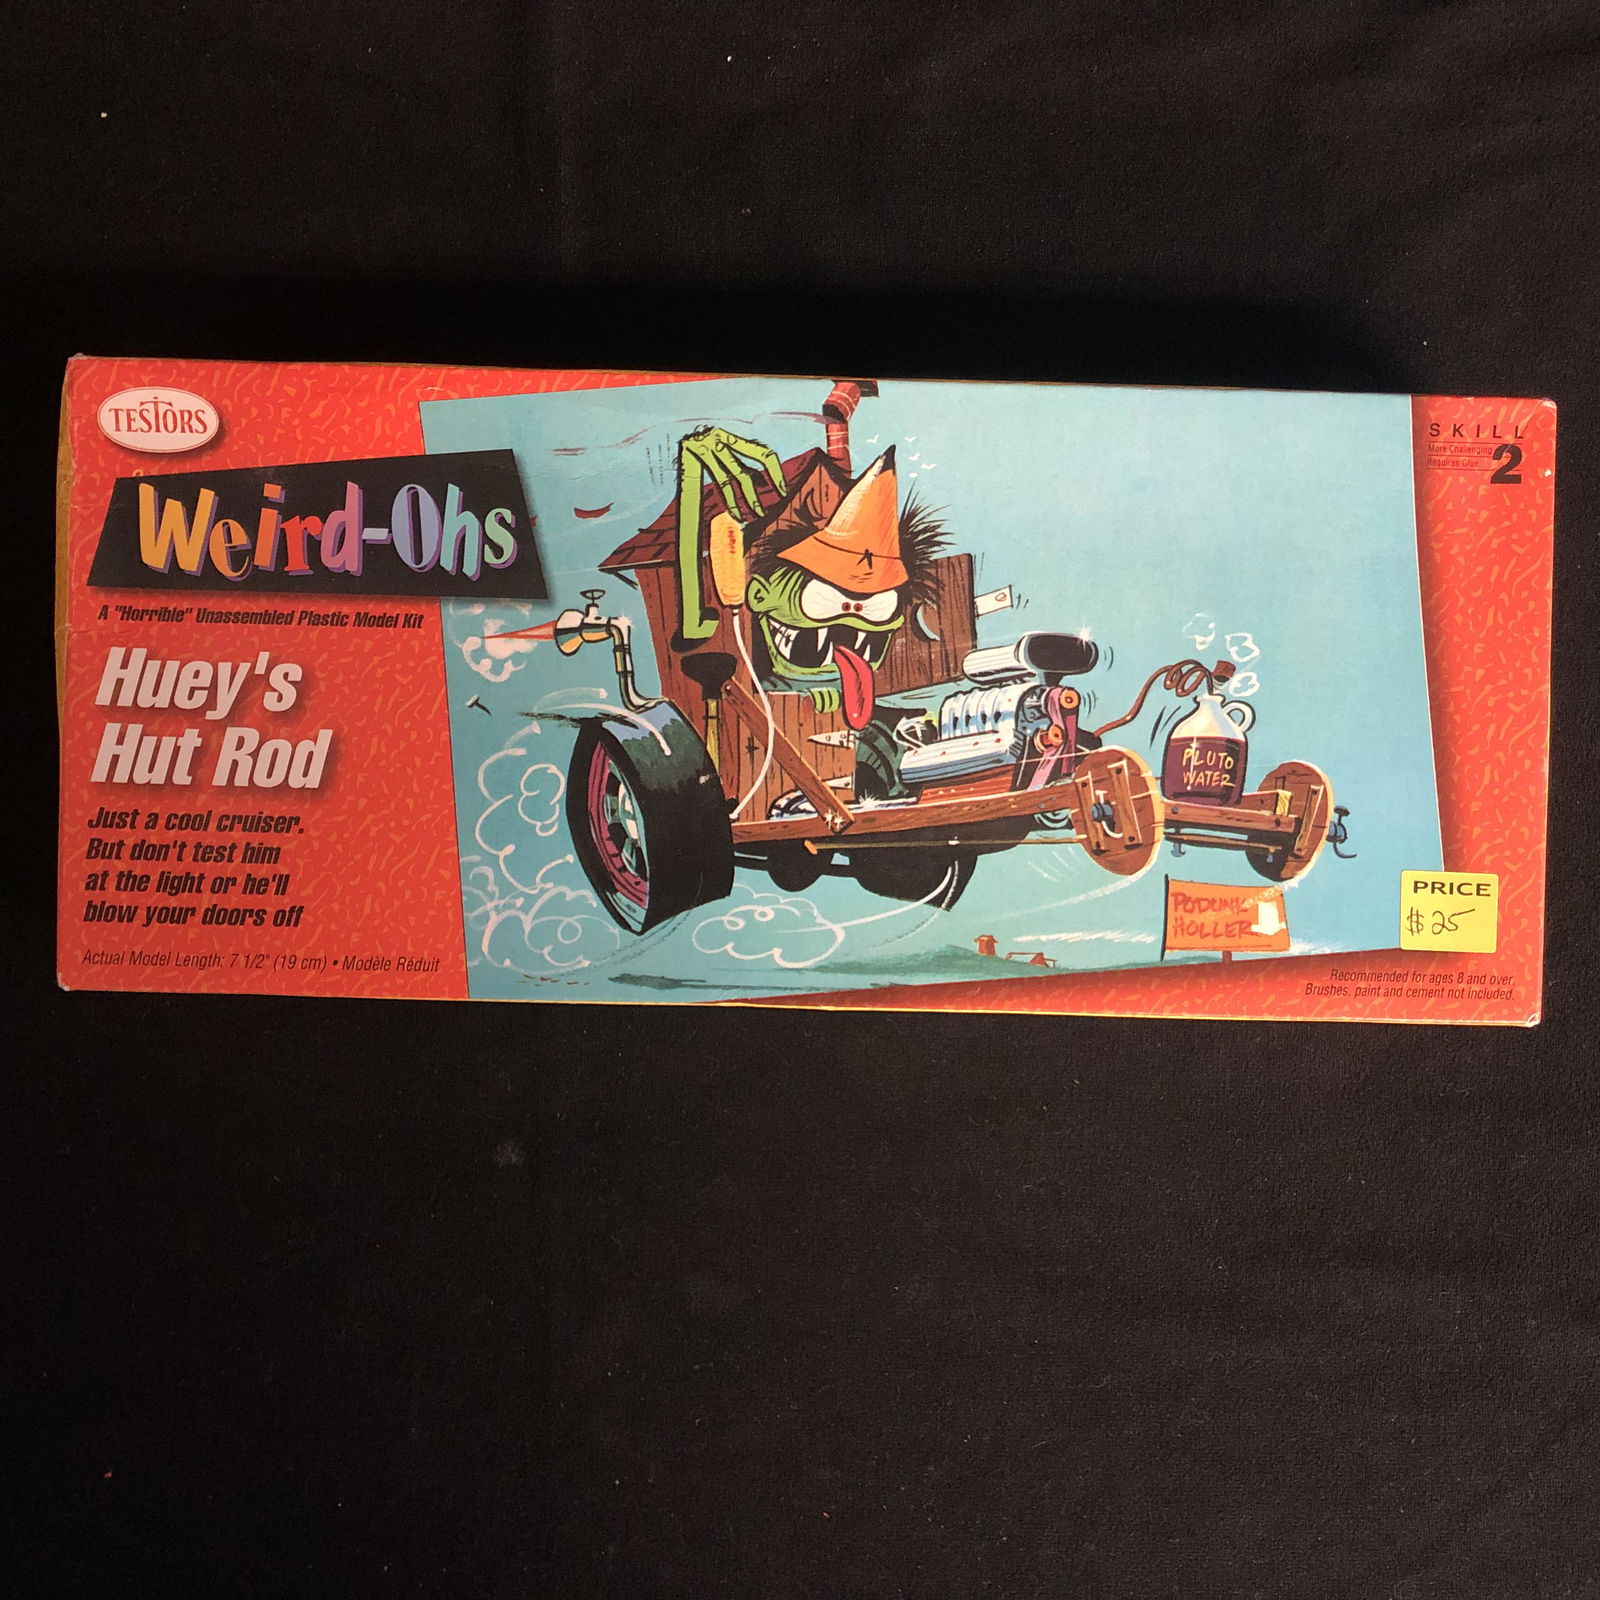 TESTORS
Weird-Ohs
A "Horrible" Unassembled Plastic Model Kit
Huey's
Hut Rod
Just a cool cruiser.
But don't test him
at the light or he'll
blow your doors off
Actual Model Length: 7 1/2" (19 cm) • Modèle Réduit
PLUTO
WATER
PODUNK
HOLLER
SKILL
More Challenging
Requires Glue
2
PRICE
$25
Recommended for ages 8 and over.
Brushes, paint and cement not included.